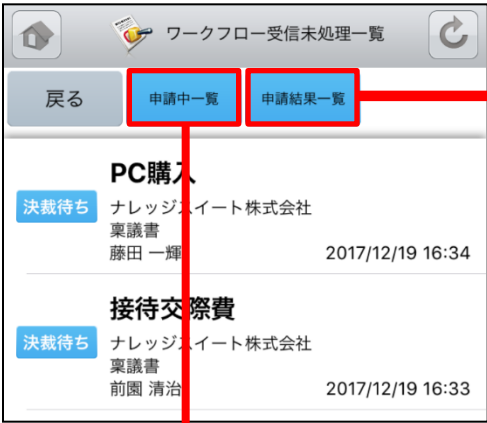 ワークフロー受信未処理一覧
戻る
申請中一覧
申請結果一覧
PC購入
決裁待ち
ナレッジスイート株式会社
稟議書
藤田 一輝
2017/12/19 16:34
接待交際費
決裁待ち
ナレッジスイート株式会社
稟議書
前園 清治
2017/12/19 16:33